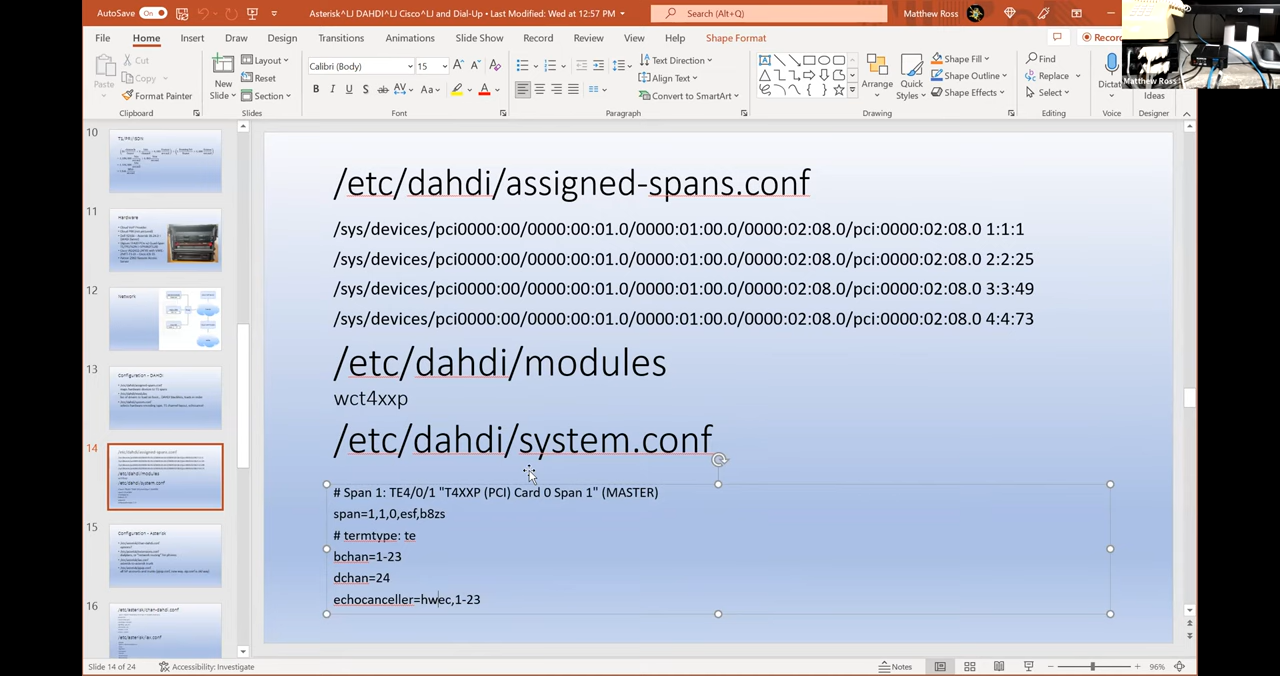 AutoSave On
Asterisk^LJ DAHDI^LJ Cisco^LJ and Dial-Up - Last Modified: Wed at 12:57 PM
Search (Alt+Q)
Matthew Ross
File Home Insert Draw Design Transitions Animations Slide Show Record Review View Help Shape Format
Paste
Cut
Copy
Format Painter
New Slide
Layout
Reset
Section
Calibri (Body) 15
Text Direction
Align Text
Convert to SmartArt
Arrange
Quick Styles
Shape Fill
Shape Outline
Shape Effects
Find
Replace
Select
Ideas
Matthew Ross
Clipboard Slides Font Paragraph Drawing Editing Voice Designer
10
T1/PRI/ISDN
11
Hardware
12
Network
13
Configuration - DAHDI
14
15
Configuration - Asterisk
16
/etc/asterisk/chan-dahdi.conf
/etc/dahdi/assigned-spans.conf
/sys/devices/pci0000:00/0000:00:01.0/0000:01:00.0/0000:02:08.0/pci:0000:02:08.0 1:1:1
/sys/devices/pci0000:00/0000:00:01.0/0000:01:00.0/0000:02:08.0/pci:0000:02:08.0 2:2:25
/sys/devices/pci0000:00/0000:00:01.0/0000:01:00.0/0000:02:08.0/pci:0000:02:08.0 3:3:49
/sys/devices/pci0000:00/0000:00:01.0/0000:01:00.0/0000:02:08.0/pci:0000:02:08.0 4:4:73
/etc/dahdi/modules
wct4xxp
/etc/dahdi/system.conf
# Span 1: TE4/0/1 "T4XXP (PCI) Card 0 Span 1" (MASTER)
span=1,1,0,esf,b8zs
# termtype: te
bchan=1-23
dchan=24
echocanceller=hwec,1-23
Slide 14 of 24
Accessibility: Investigate
Notes
96%